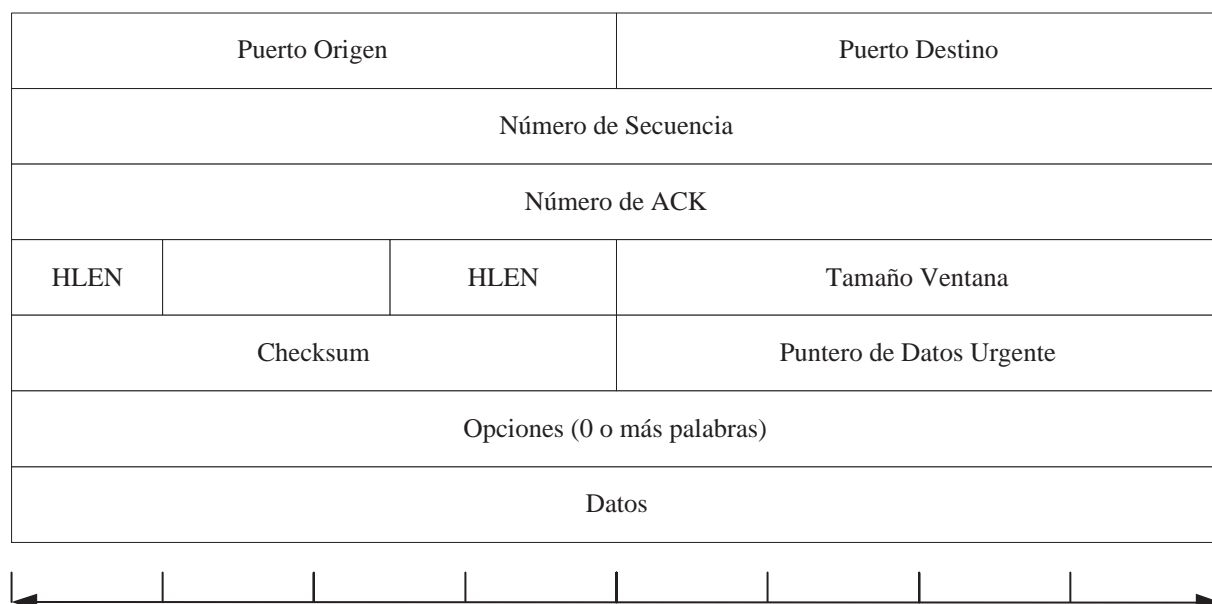 Puerto Origen
Puerto Destino
Número de Secuencia
Número de ACK
HLEN
HLEN
Tamaño Ventana
Checksum
Puntero de Datos Urgente
Opciones (0 o más palabras)
Datos